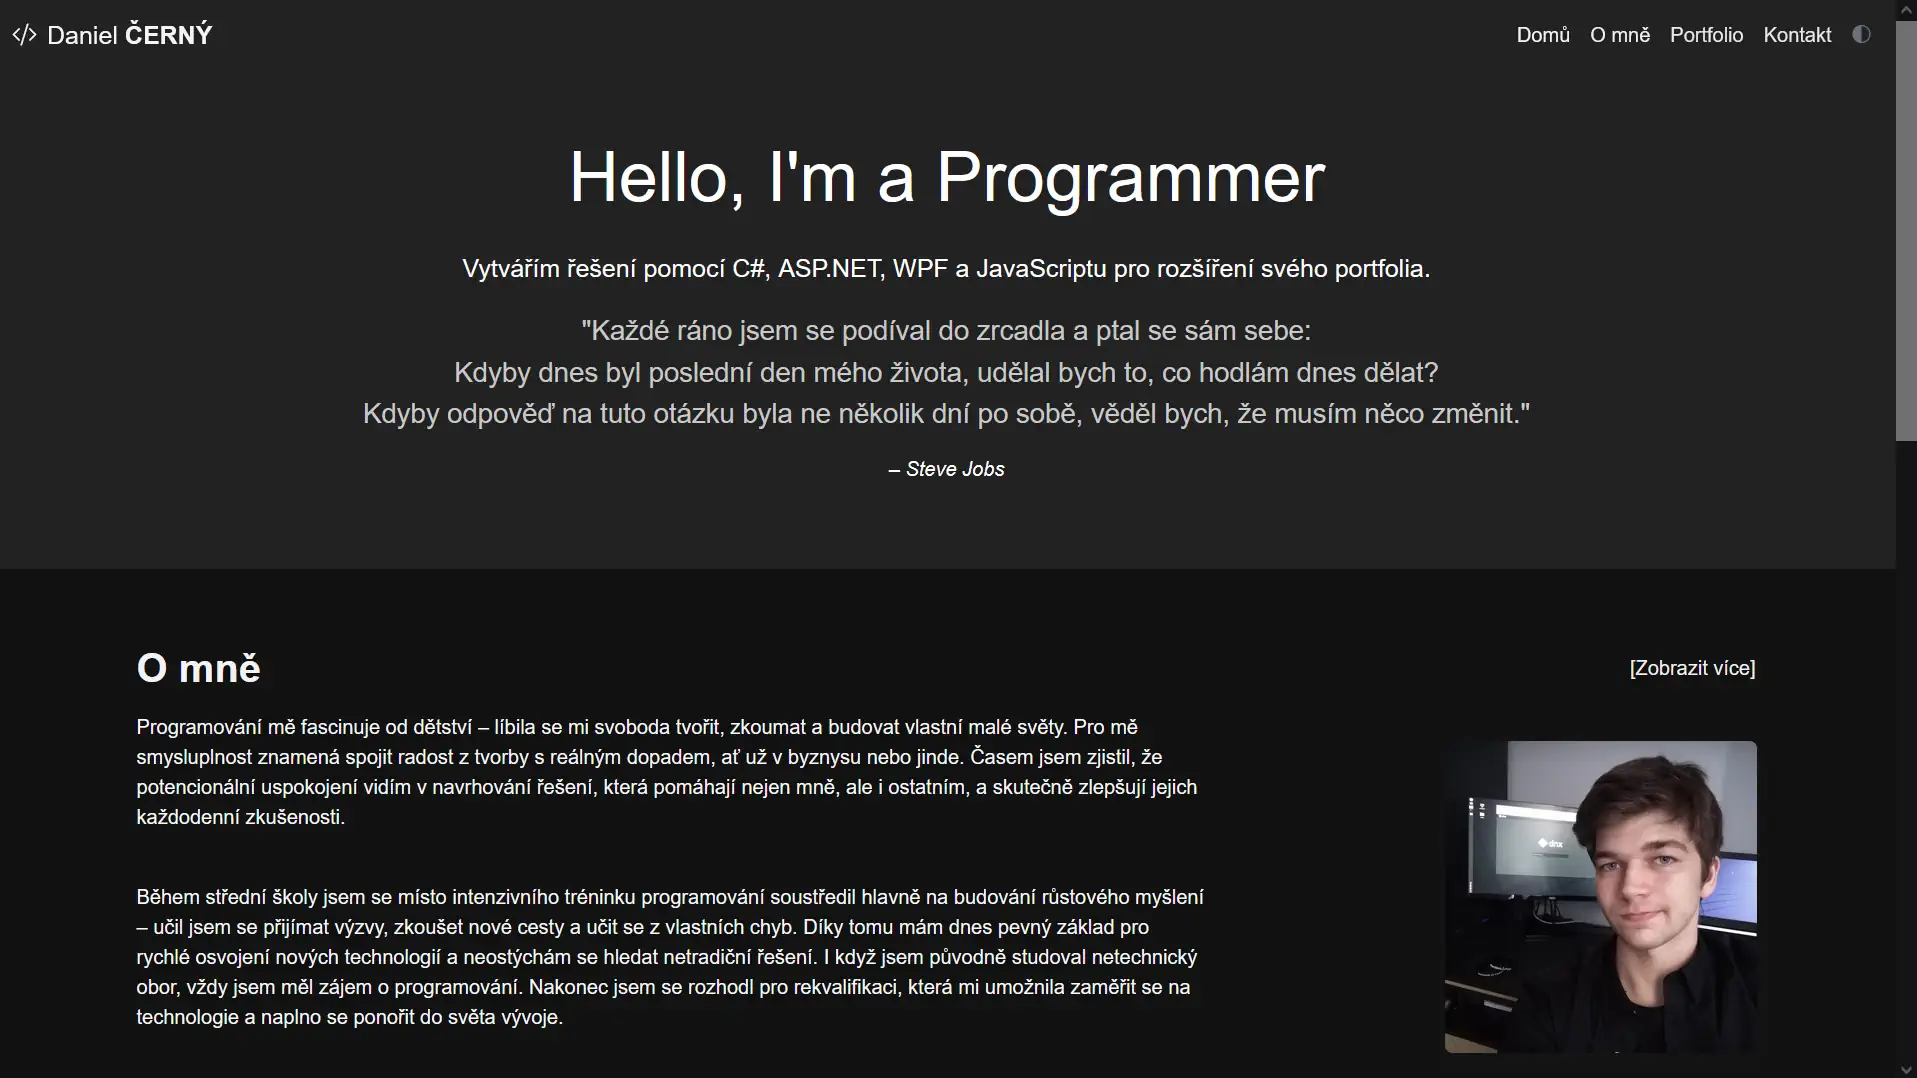 </> Daniel ČERNÝ
Domů O mně Portfolio Kontakt
Hello, I'm a Programmer
Vytvářím řešení pomocí C#, ASP.NET, WPF a JavaScriptu pro rozšíření svého portfolia.
"Každé ráno jsem se podíval do zrcadla a ptal se sám sebe:
Kdyby dnes byl poslední den mého života, udělal bych to, co hodlám dnes dělat?
Kdyby odpověď na tuto otázku byla ne několik dní po sobě, věděl bych, že musím něco změnit."
– Steve Jobs
O mně
[Zobrazit více]
Programování mě fascinuje od dětství – líbila se mi svoboda tvořit, zkoumat a budovat vlastní malé světy. Pro mě
smysluplnost znamená spojit radost z tvorby s reálným dopadem, ať už v byznysu nebo jinde. Časem jsem zjistil, že
potencionální uspokojení vidím v navrhování řešení, která pomáhají nejen mně, ale i ostatním, a skutečně zlepšují jejich
každodenní zkušenosti.
Během střední školy jsem se místo intenzivního tréninku programování soustředil hlavně na budování růstového myšlení
– učil jsem se přijímat výzvy, zkoušet nové cesty a učit se z vlastních chyb. Díky tomu mám dnes pevný základ pro
rychlé osvojení nových technologií a neostýchám se hledat netradiční řešení. I když jsem původně studoval netechnický
obor, vždy jsem měl zájem o programování. Nakonec jsem se rozhodl pro rekvalifikaci, která mi umožnila zaměřit se na
technologie a naplno se ponořit do světa vývoje.
dnx